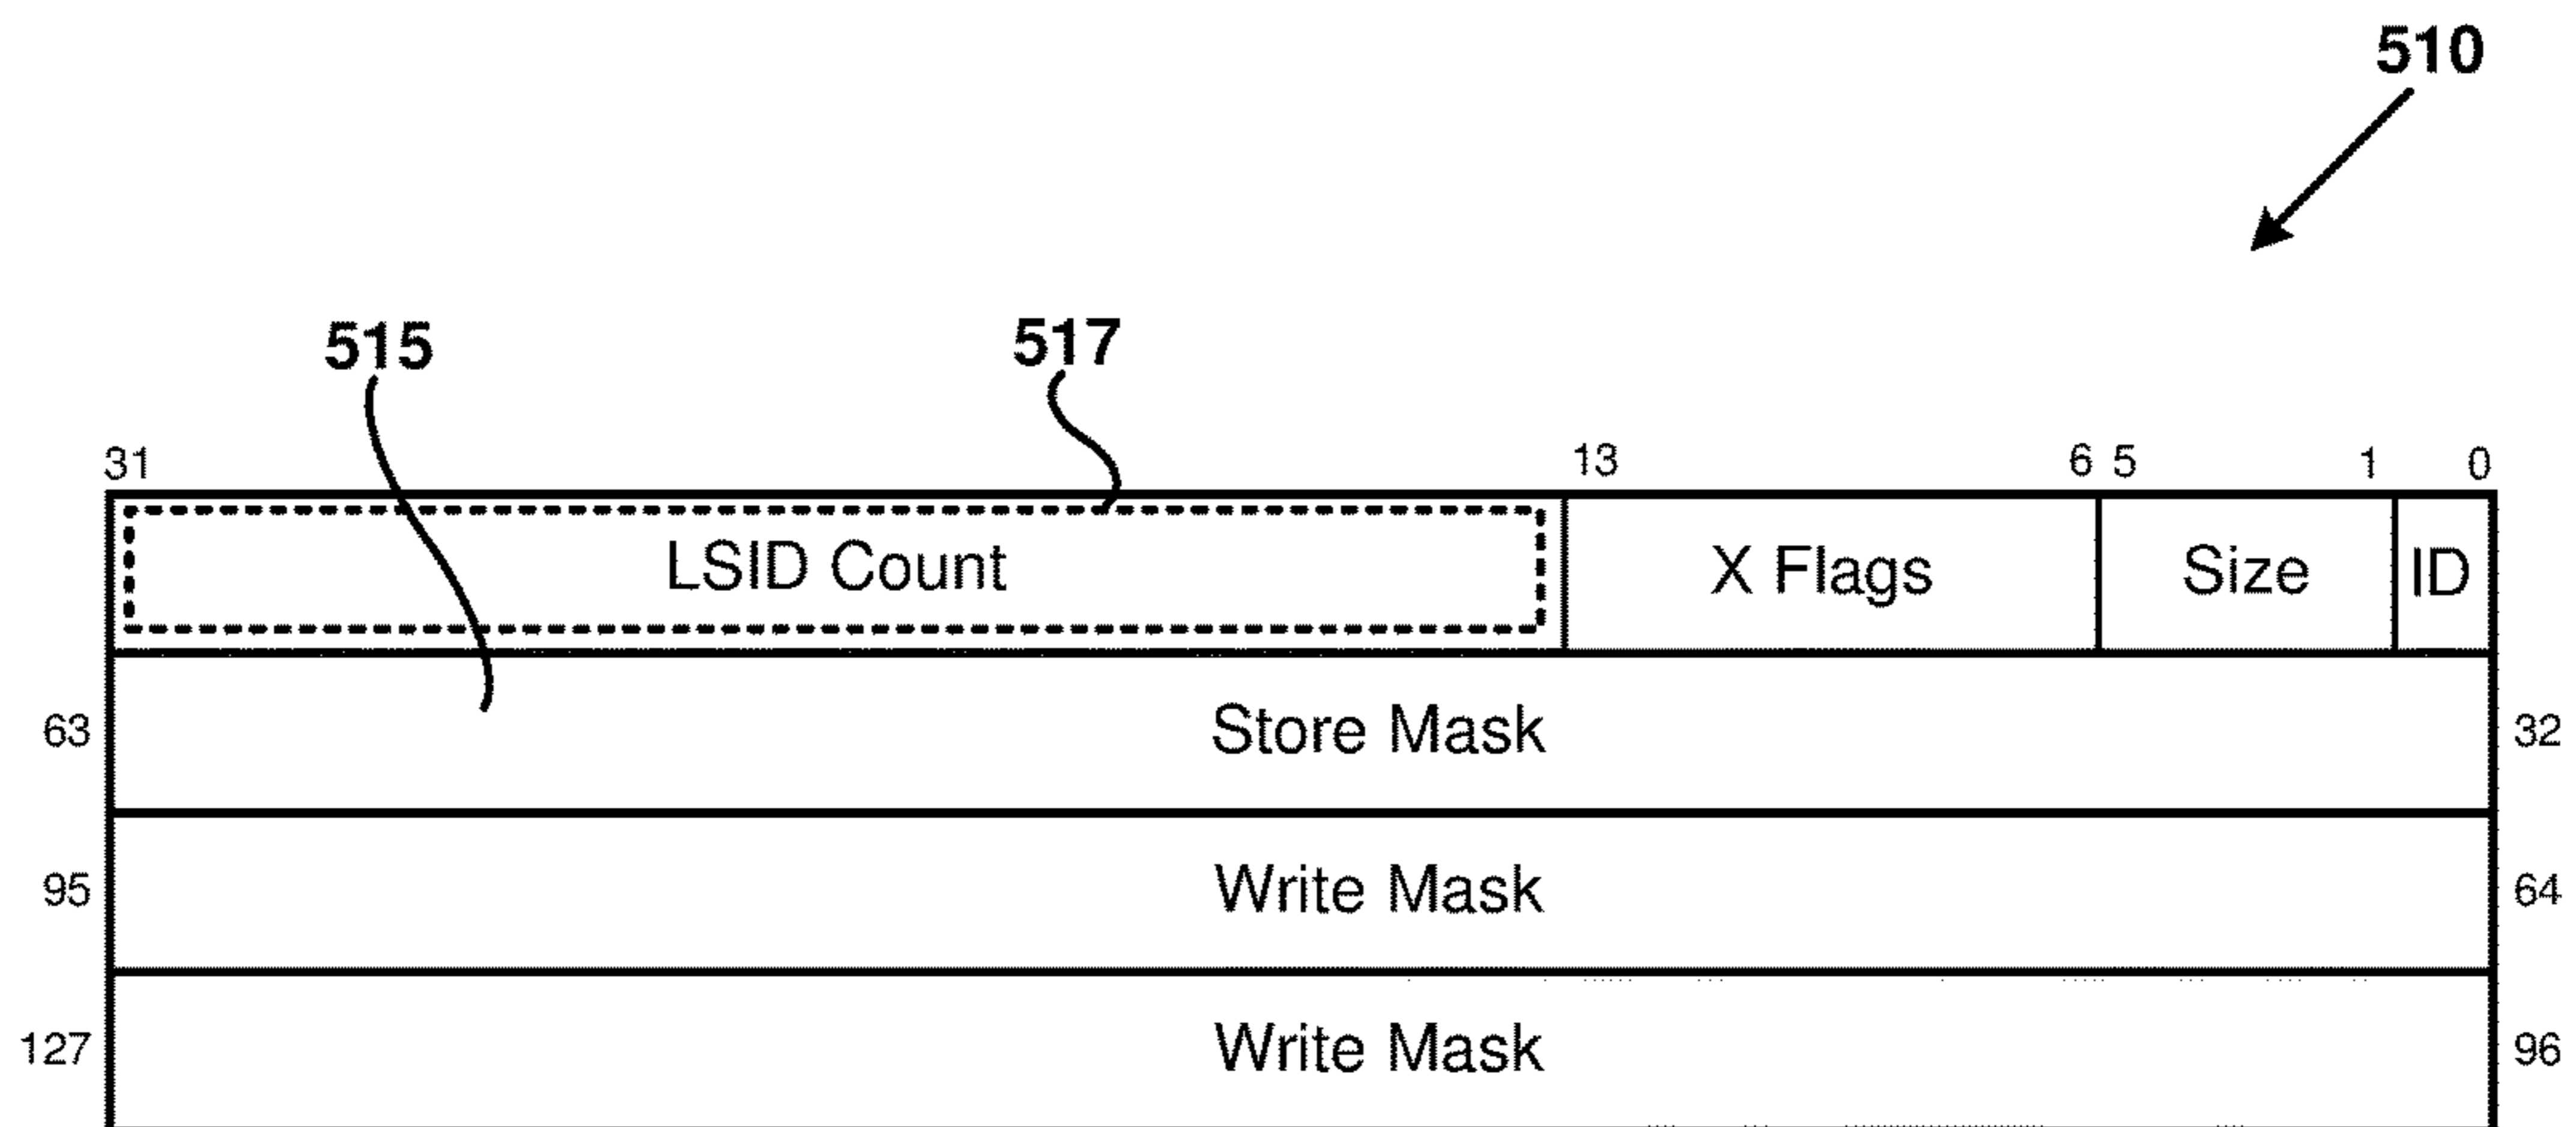 510
515 517
31 13 6 5 1 0
LSID Count X Flags Size ID
63 Store Mask 32
95 Write Mask 64
127 Write Mask 96